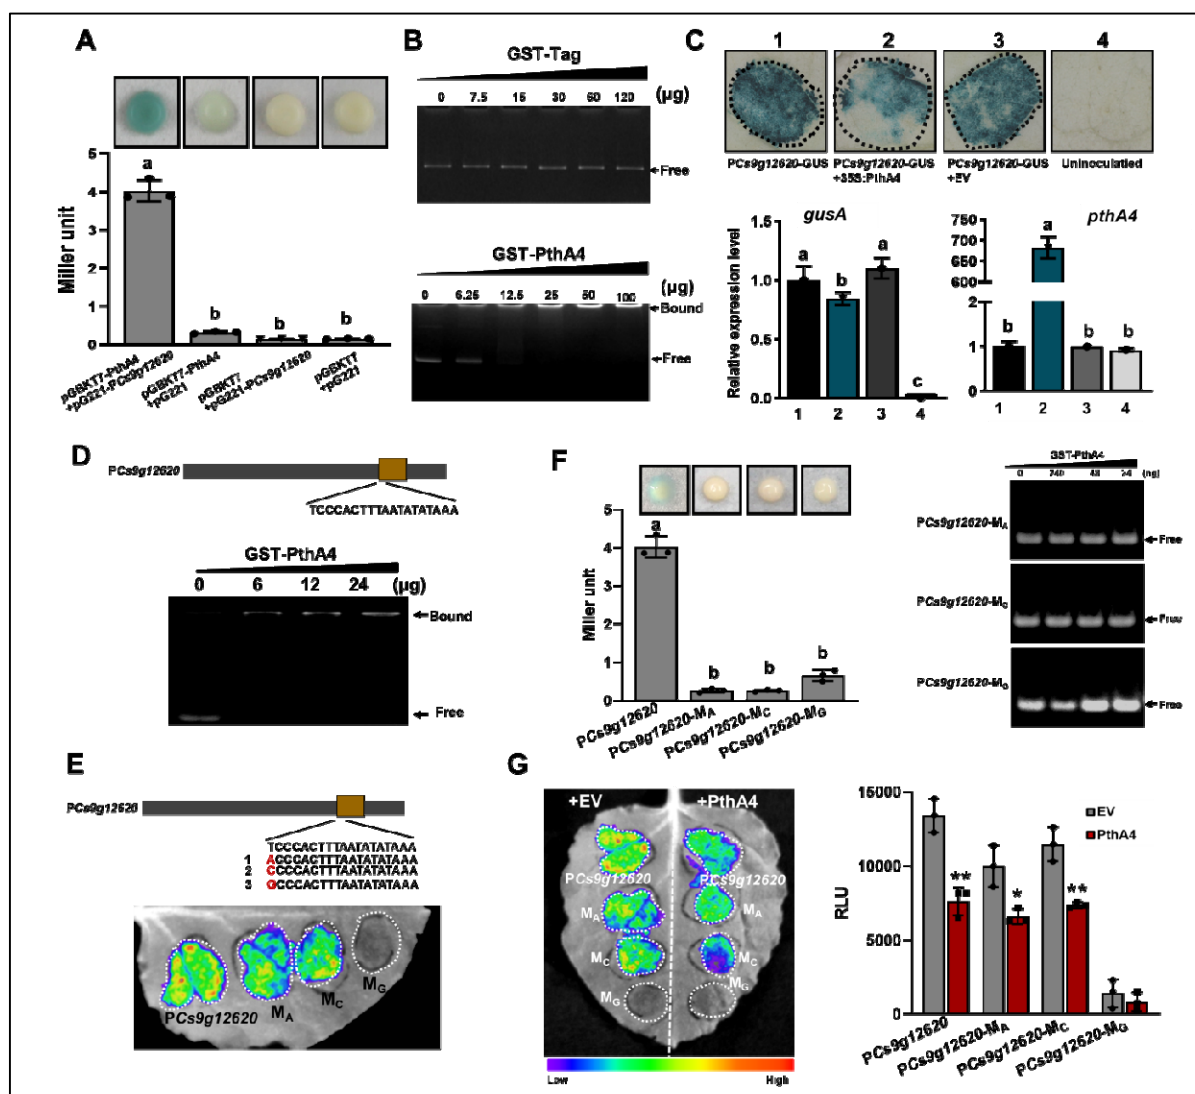 A
5
4
3
2
1
0
Miller unit
a
b
b
b
pGBKT7-PthA4
+pG221-PCs9g12620
pGBKT7-PthA4
+pG221
pGBKT7
+pG221-PCs9g12620
pGBKT7
+pG221
B
GST-Tag
0 7.5 15 30 60 120 (μg)
Free
GST-PthA4
0 6.25 12.5 25 50 100 (μg)
Bound
Free
C
1 2 3 4
PCs9g12620-GUS
PCs9g12620-GUS
+35S:PthA4
PCs9g12620-GUS
+EV
Uninoculatied
Relative expression level
gusA
1.5
1.0
0.5
0.0
a
b
a
c
1 2 3 4
pthA4
750
700
650
600
2
1
0
b
a
b
b
1 2 3 4
D
PCs9g12620
TCCCACTTTAATATATAAA
GST-PthA4
0 6 12 24 (μg)
Bound
Free
E
PCs9g12620
TCCCACTTTAATATATAAA
1 ACCCACTTTAATATATAAA
2 CCCCACTTTAATATATAAA
3 GCCCACTTTAATATATAAA
PCs9g12620
MA
MC
MG
F
5
4
3
2
1
0
Miller unit
a
b
b
b
PCs9g12620
PCs9g12620-MA
PCs9g12620-MC
PCs9g12620-MG
GST-PthA4
0 240 48 24 (ng)
PCs9g12620-MA
Free
PCs9g12620-MC
Free
PCs9g12620-MG
Free
G
+EV +PthA4
PCs9g12620 PCs9g12620
MA MA
MC MC
MG MG
Low High
RLU
15000
10000
5000
0
EV
PthA4
**
*
**
PCs9g12620
PCs9g12620-MA
PCs9g12620-MC
PCs9g12620-MG